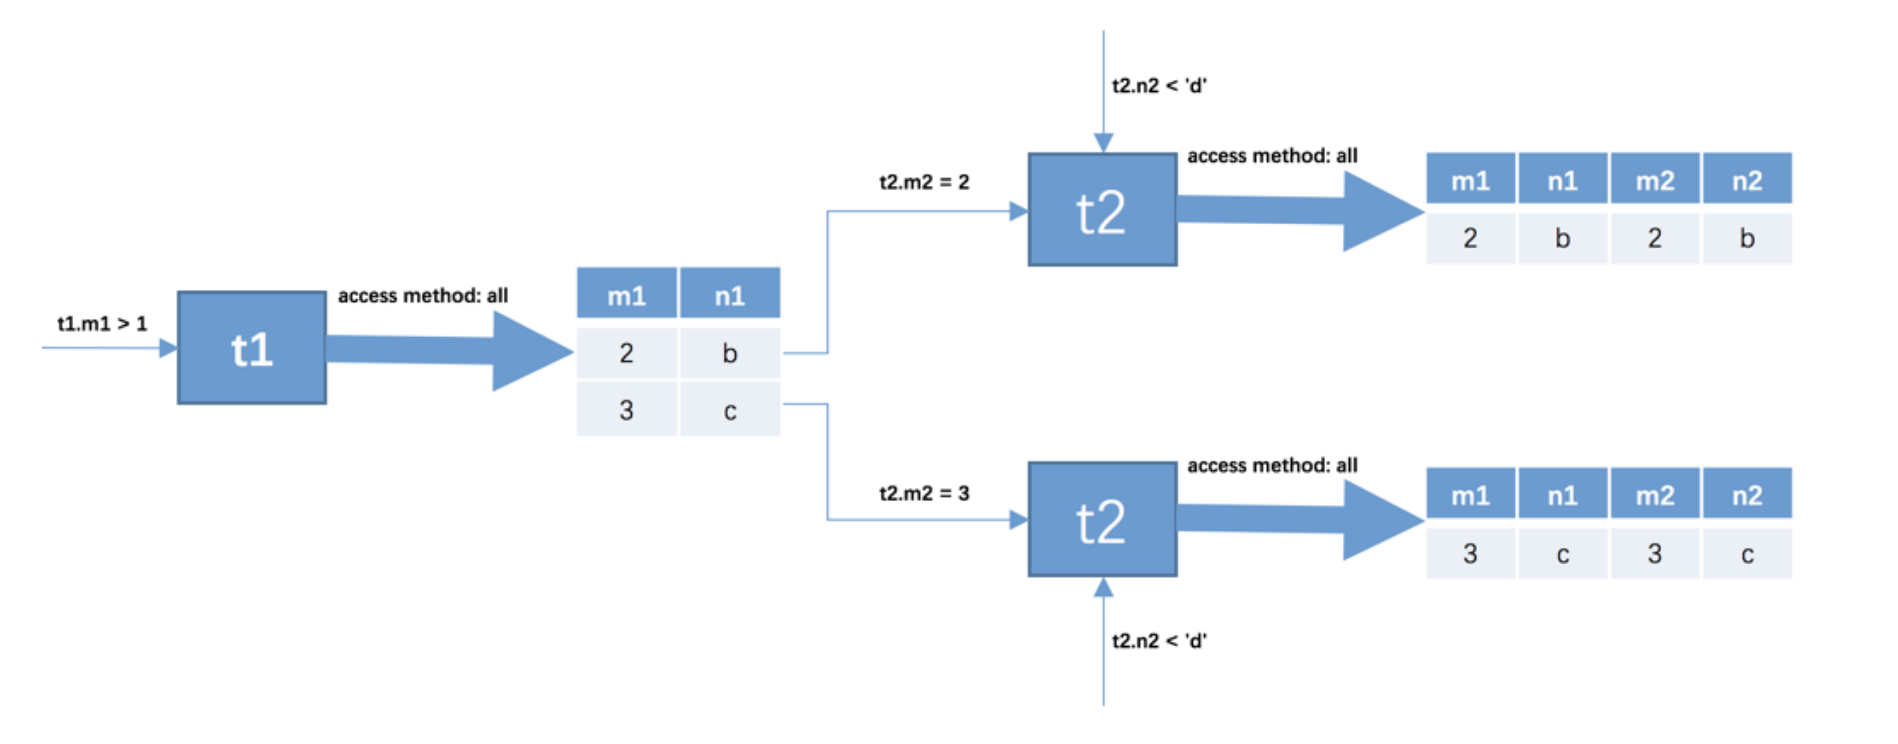 t1.m1 > 1
t1
access method: all
m1 n1
2 b
3 c
t2.m2 = 2
t2.n2 < 'd'
t2
access method: all
m1 n1 m2 n2
2 b 2 b
t2.m2 = 3
t2
access method: all
m1 n1 m2 n2
3 c 3 c
t2.n2 < 'd'